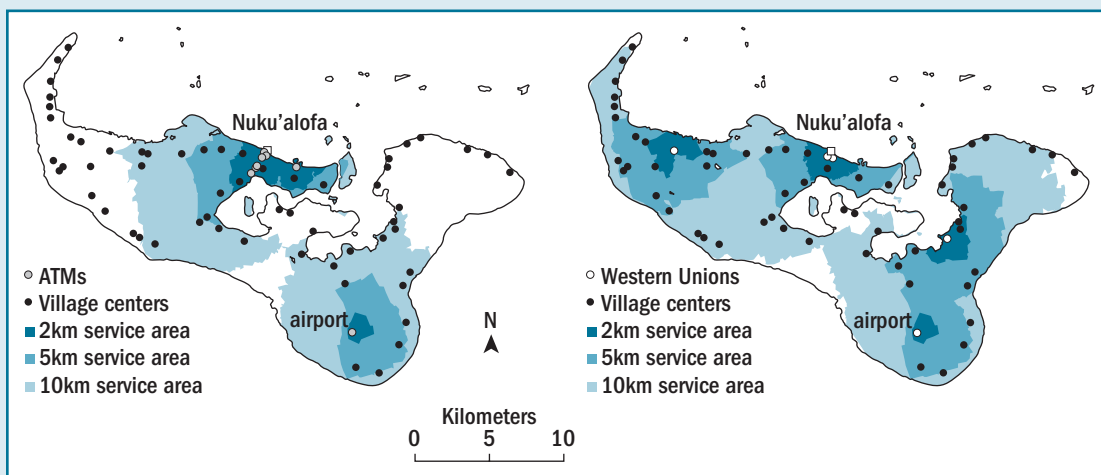 Nuku'alofa
ATMs
Village centers
2km service area
5km service area
10km service area
airport
N
Kilometers
0 5 10
Nuku'alofa
Western Unions
Village centers
2km service area
5km service area
10km service area
airport